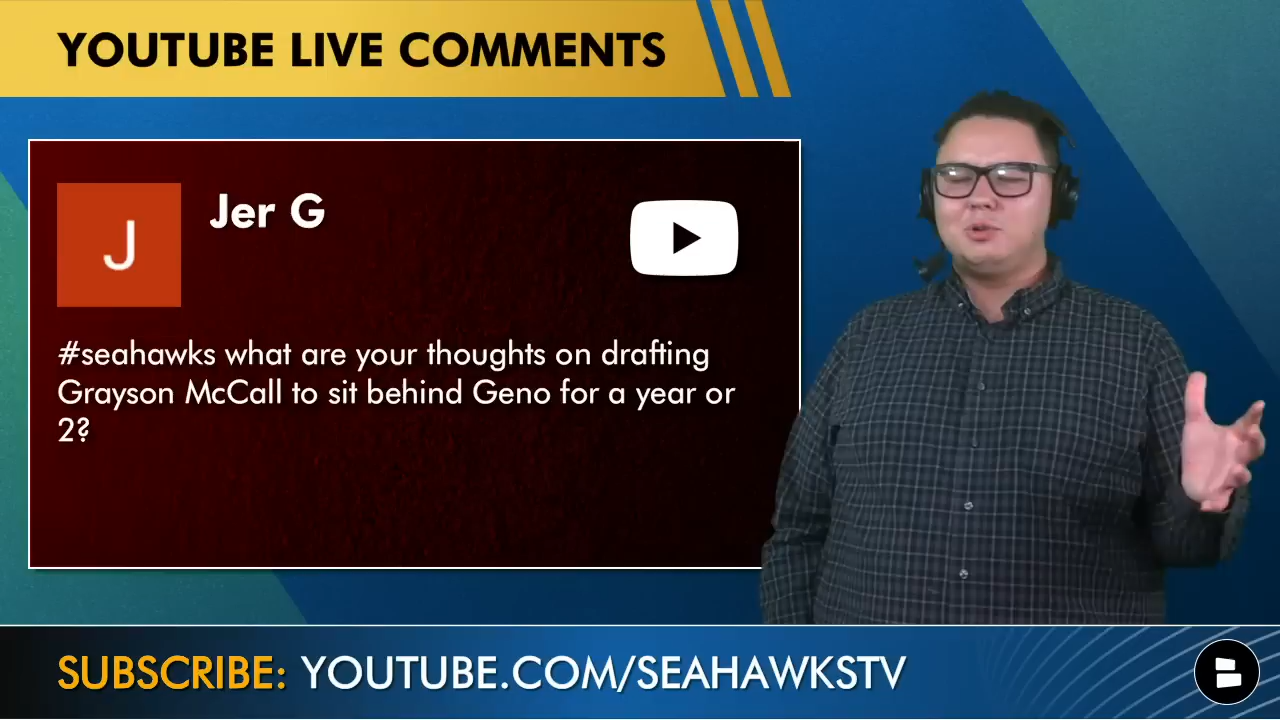 YOUTUBE LIVE COMMENTS
J
Jer G
#seahawks what are your thoughts on drafting
Grayson McCall to sit behind Geno for a year or
2?
SUBSCRIBE: YOUTUBE.COM/SEAHAWKSTV